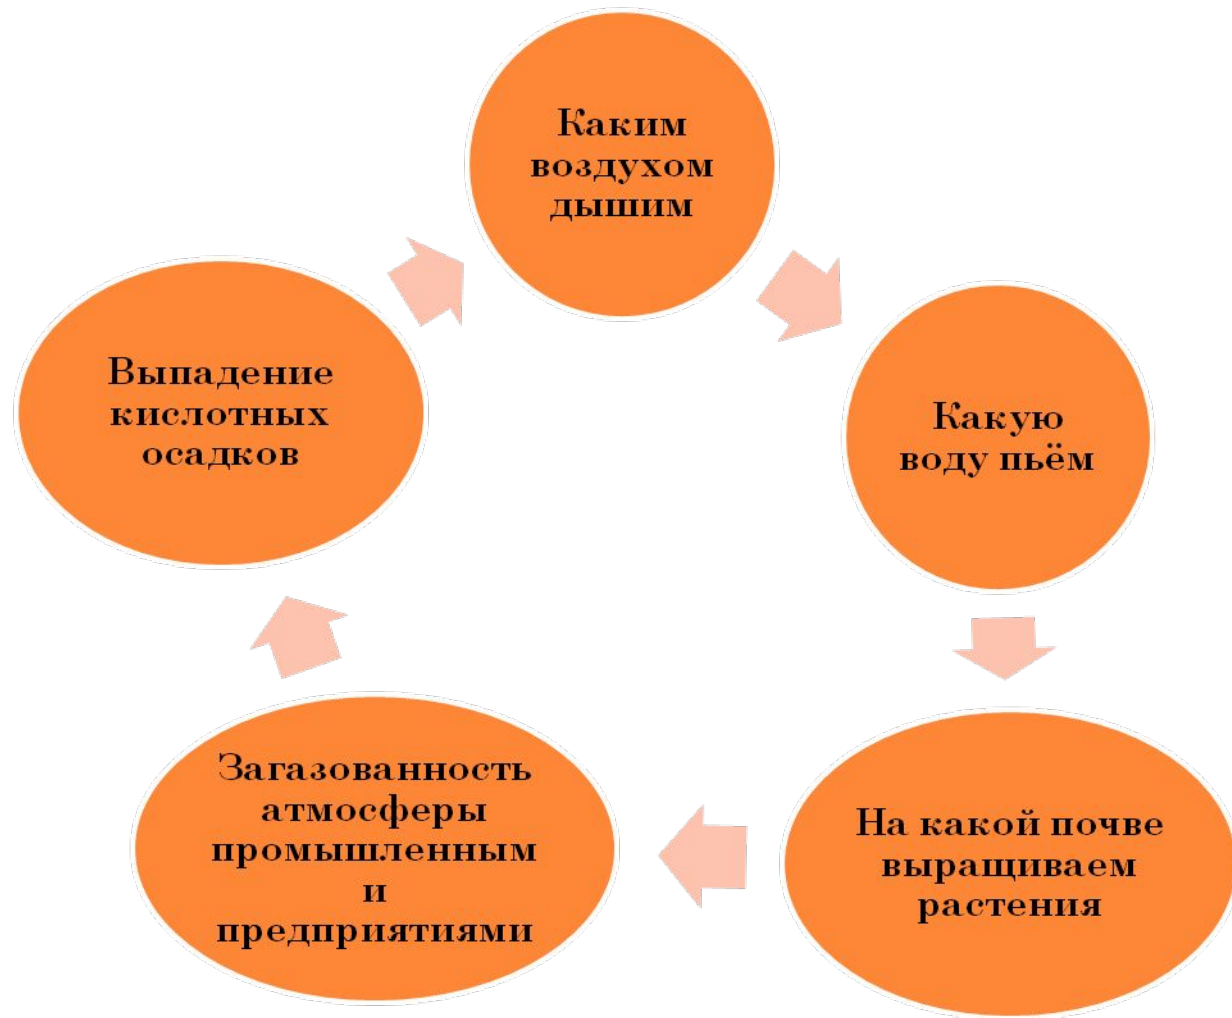 Каким
воздухом
дышим
Какую
воду пьём
На какой почве
выращиваем
растения
Загазованность
атмосферы
промышленным
и
предприятиями
Выпадение
кислотных
осадков